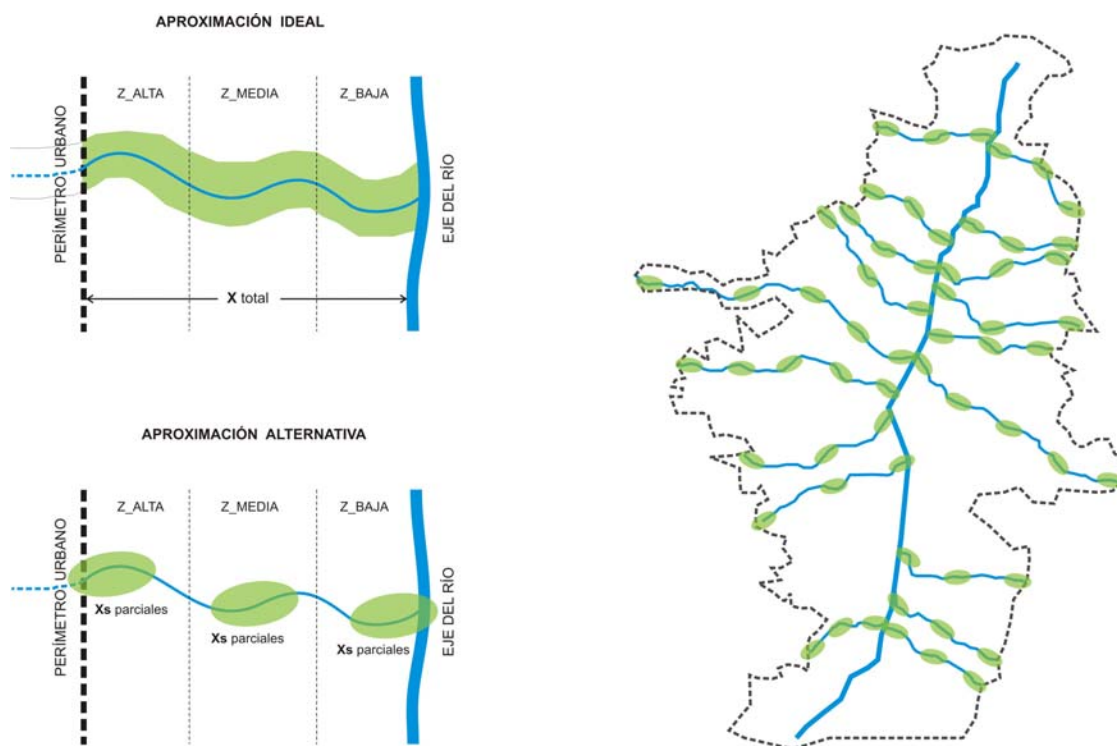 APROXIMACIÓN IDEAL
Z_ALTA
Z_MEDIA
Z_BAJA
PERÍMETRO URBANO
EJE DEL RÍO
X total
APROXIMACIÓN ALTERNATIVA
Z_ALTA
Z_MEDIA
Z_BAJA
PERÍMETRO URBANO
EJE DEL RÍO
Xs parciales
Xs parciales
Xs parciales